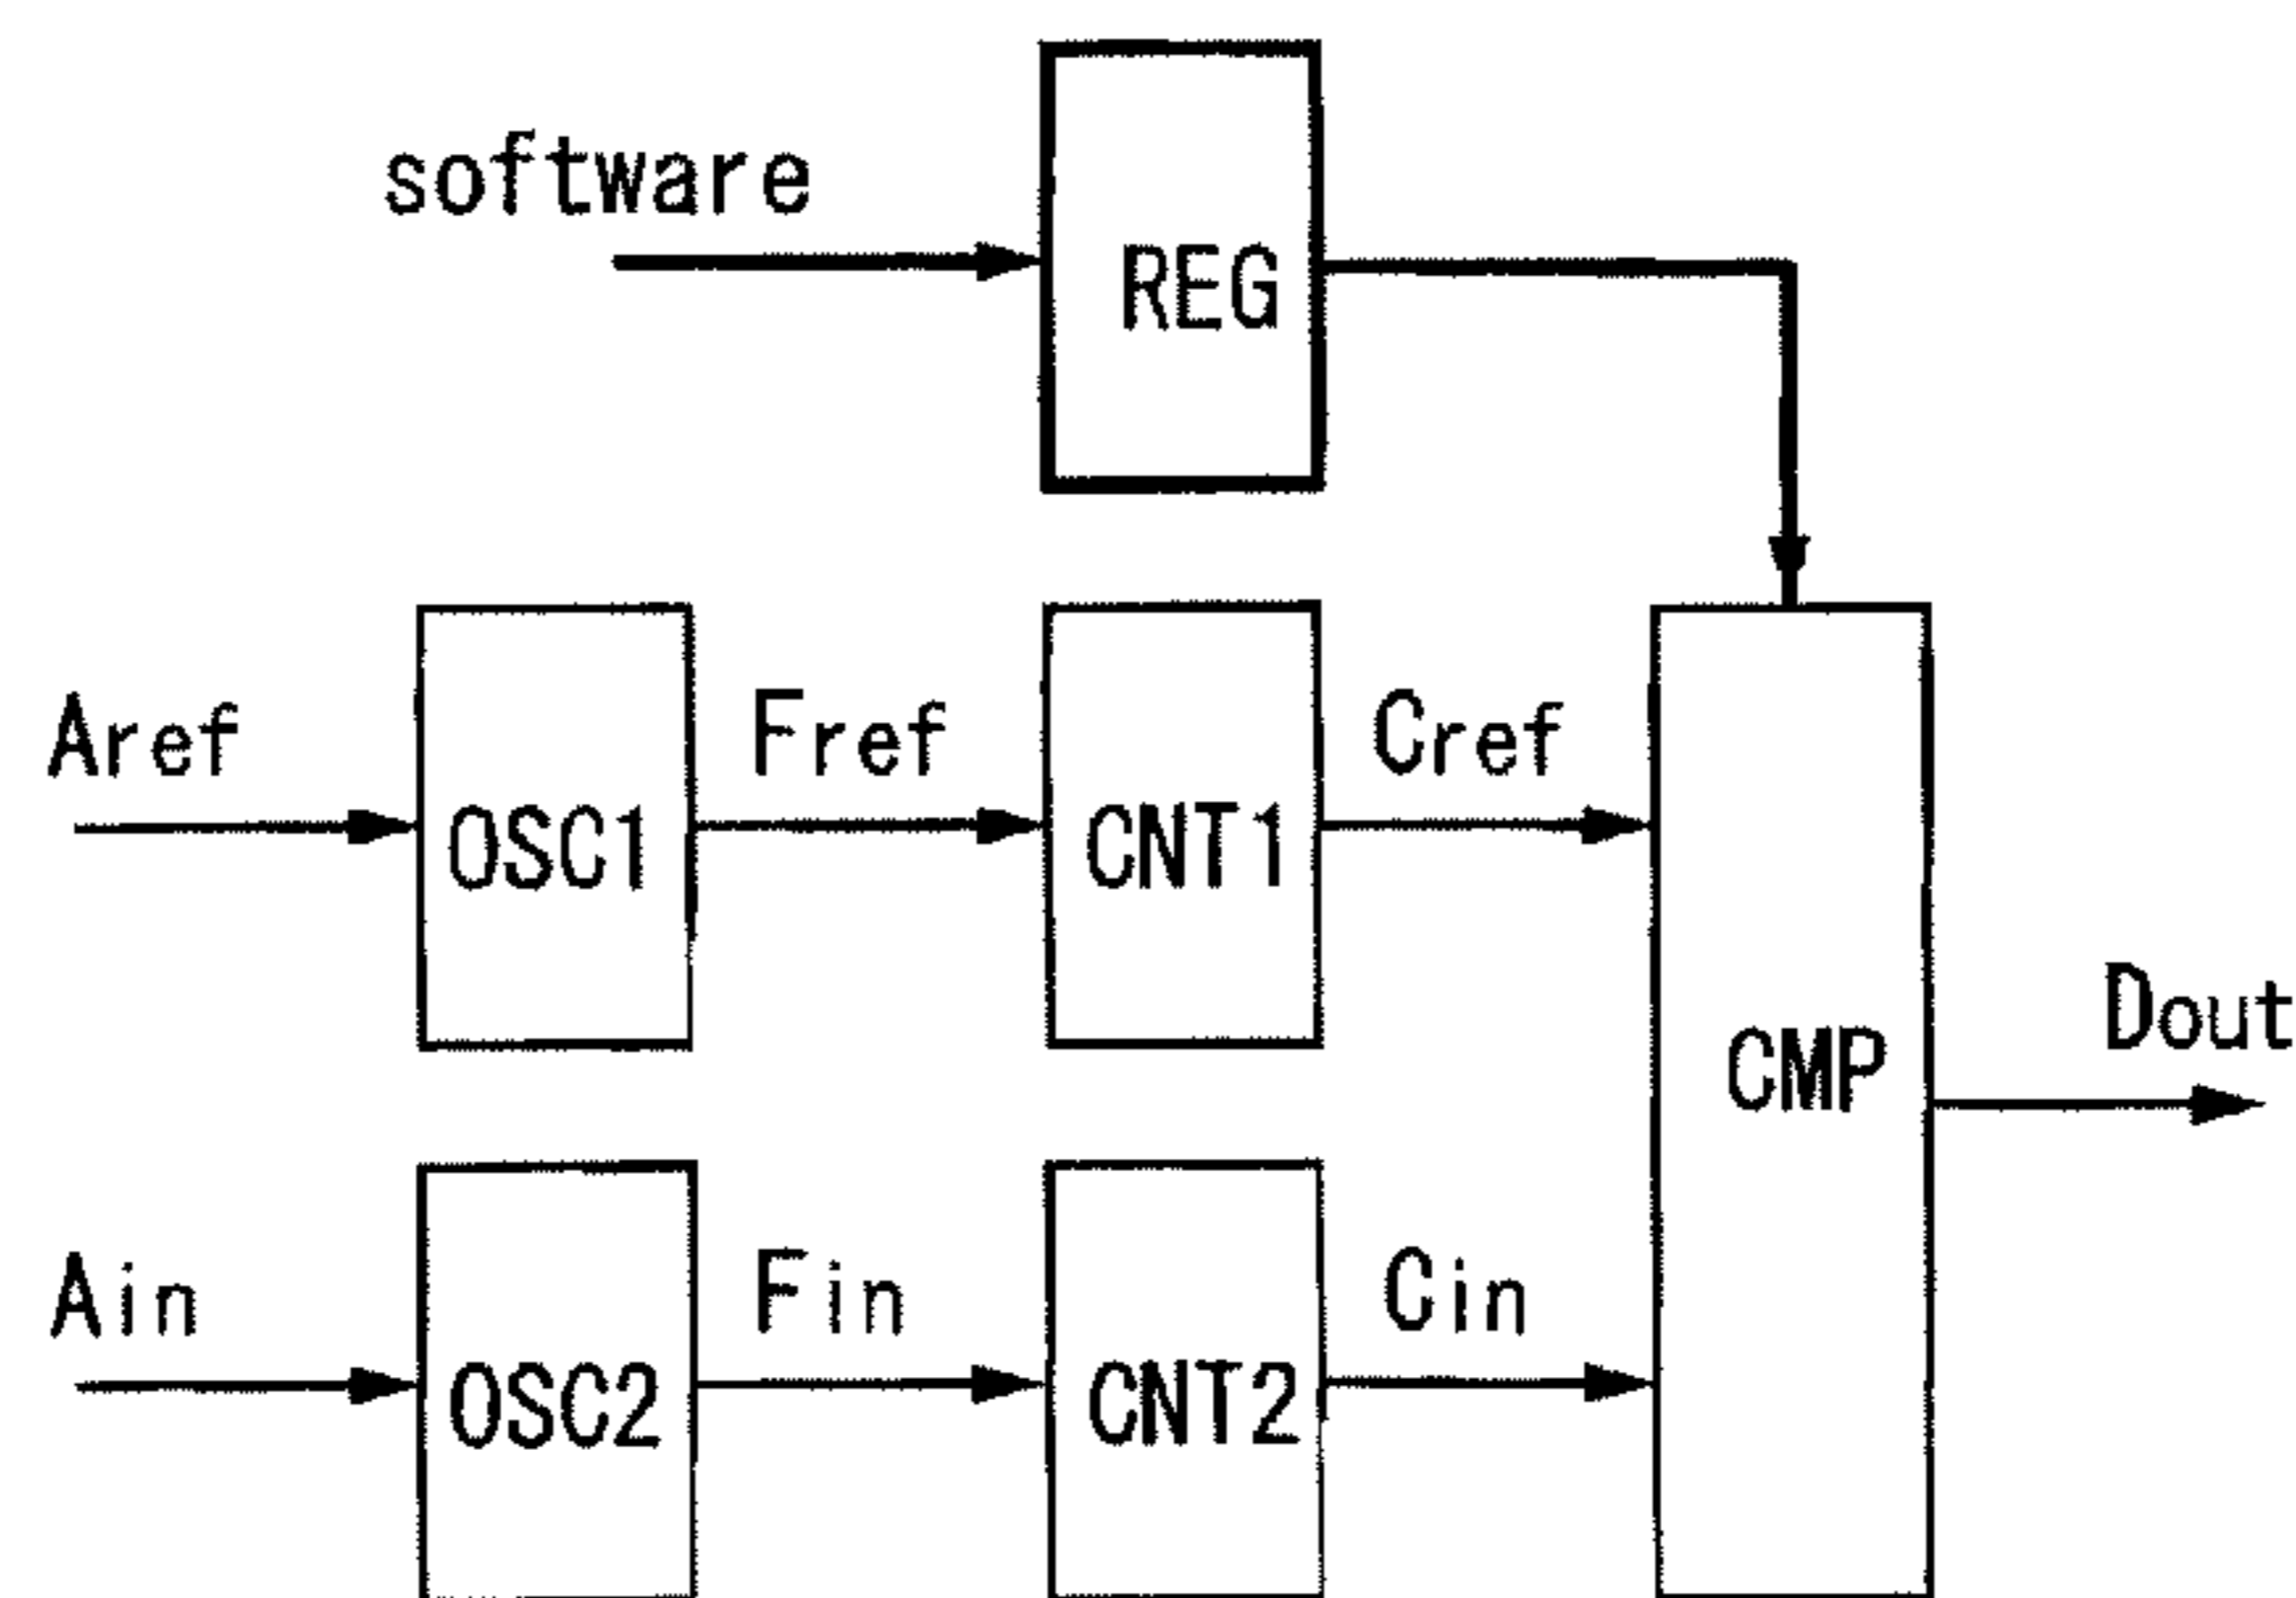 software
REG
Aref
OSC1
Fref
CNT1
Cref
CMP
Dout
Ain
OSC2
Fin
CNT2
Cin